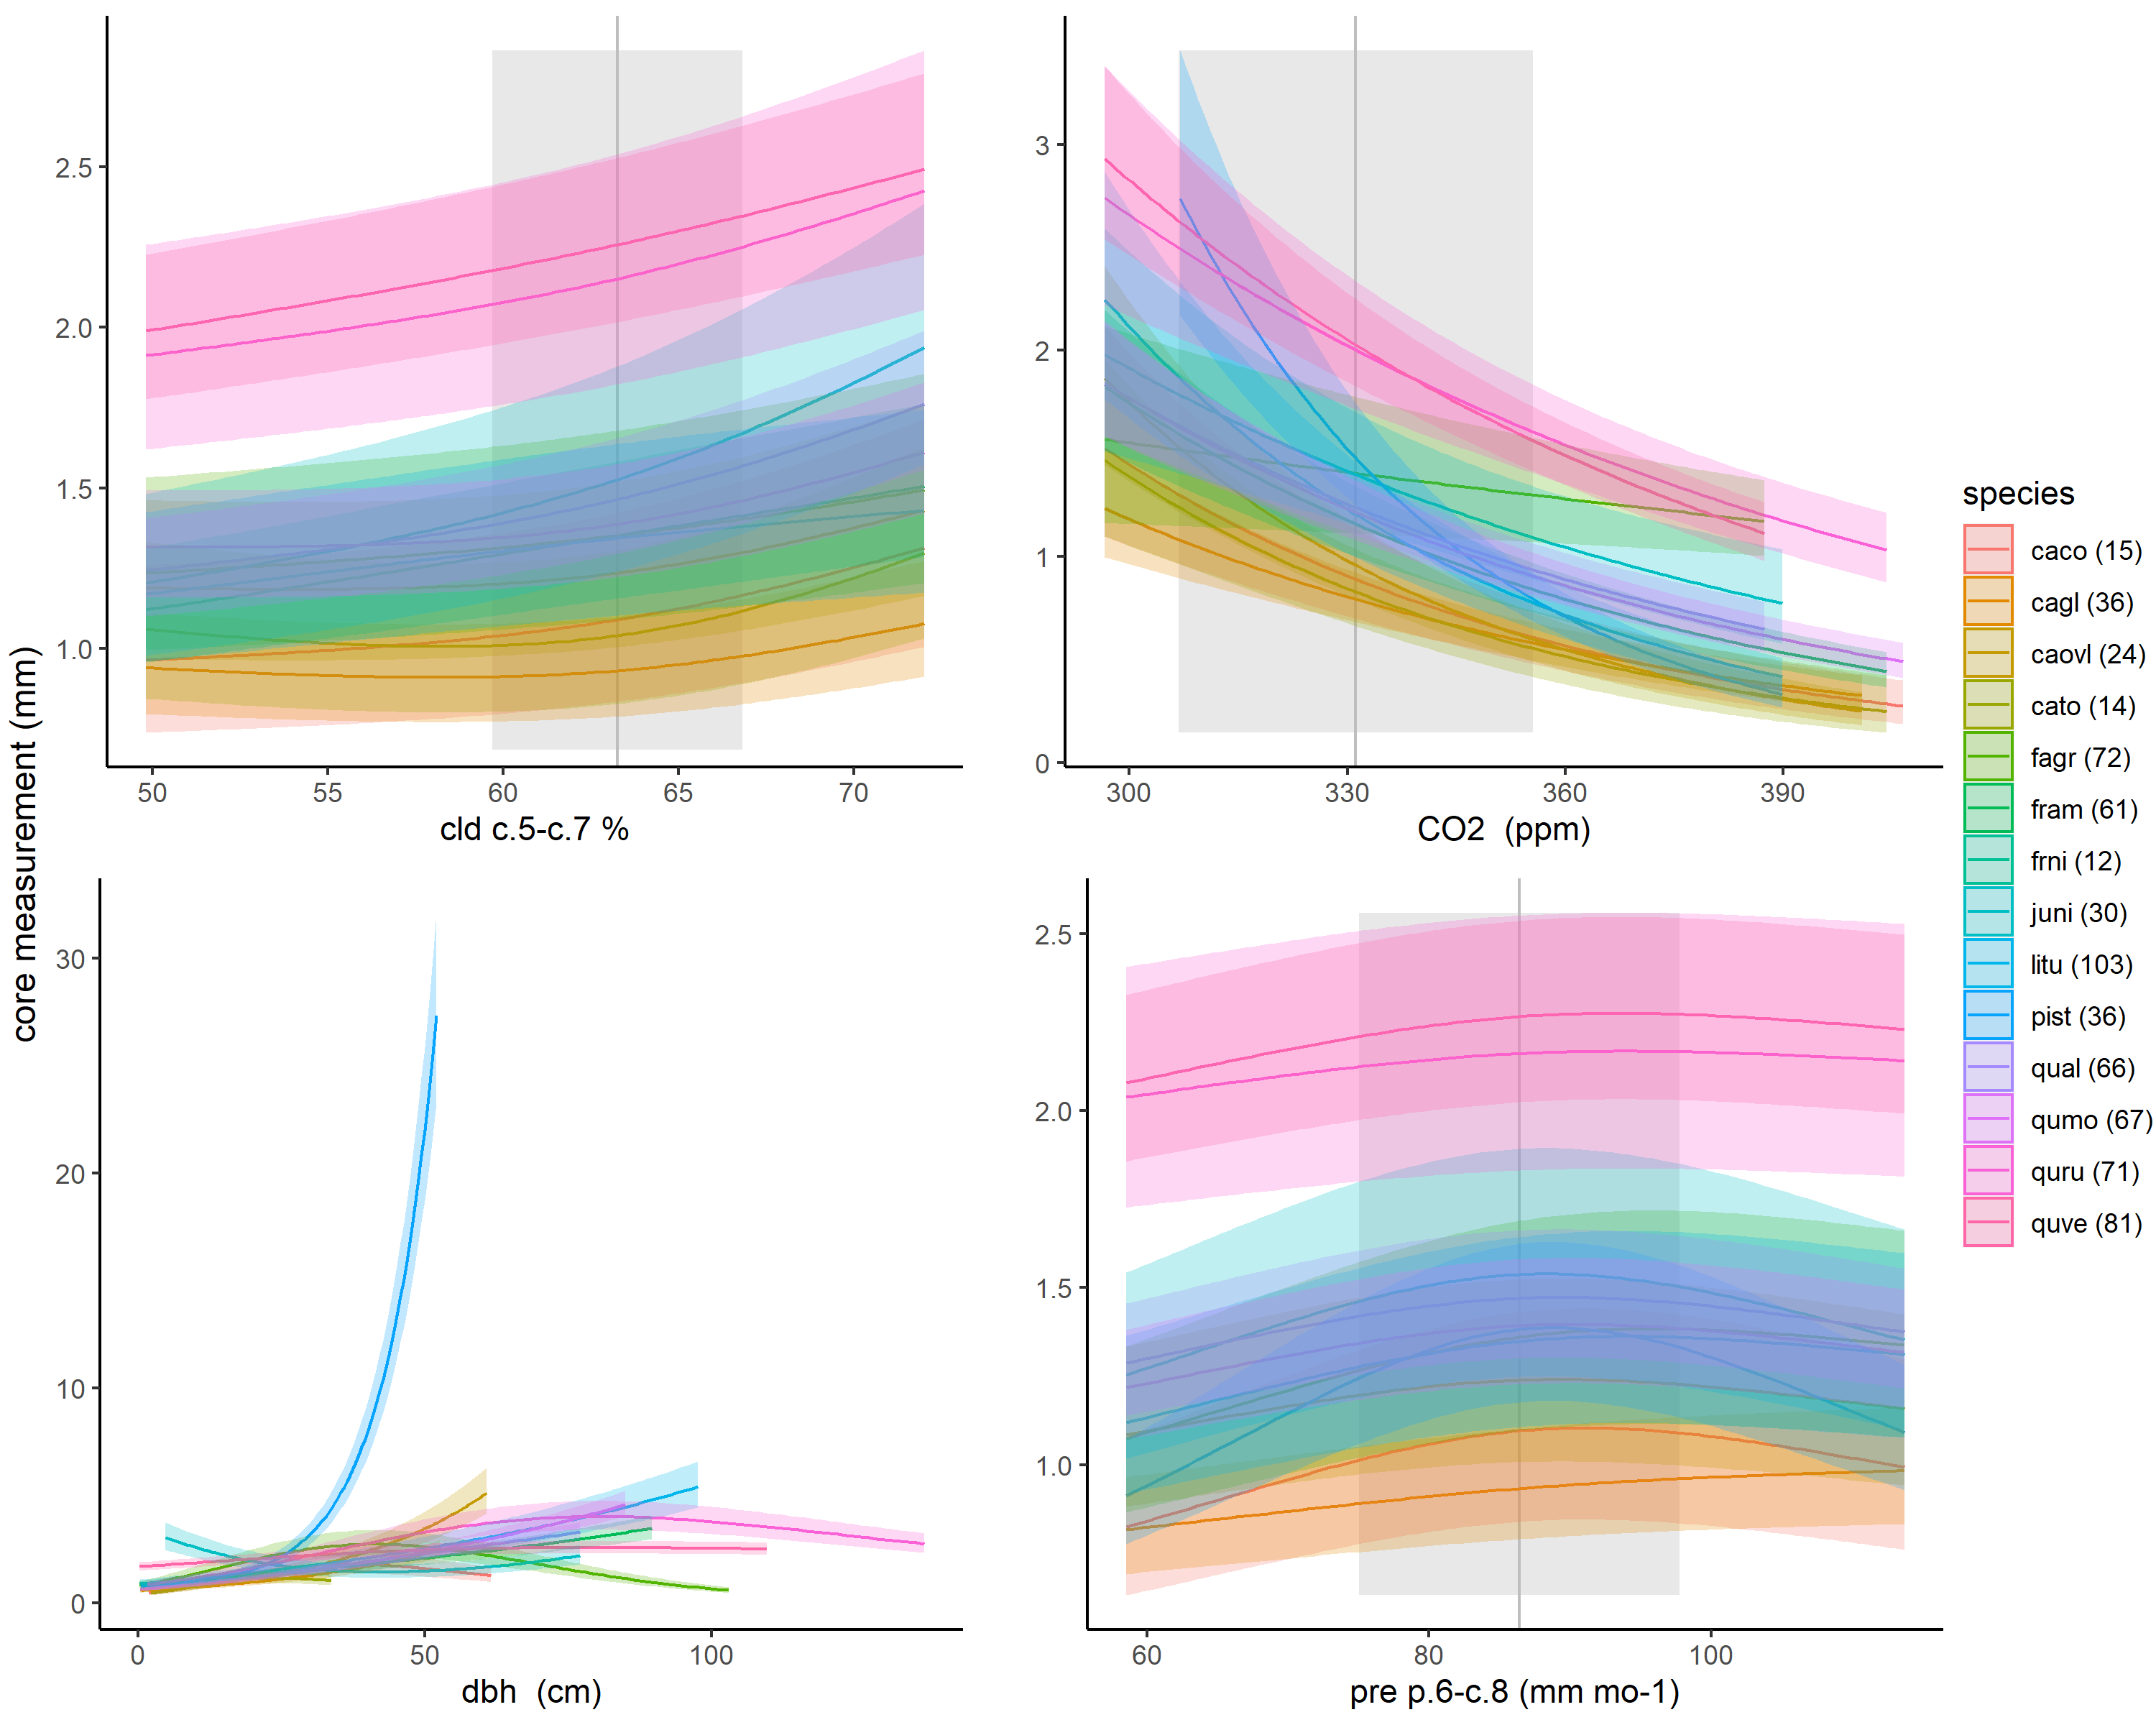 core measurement (mm)
2.5
2.0
1.5
1.0
50 55 60 65 70
cld c.5-c.7 %
3
2
1
0
300 330 360 390
CO2 (ppm)
30
20
10
0
0 50 100
dbh (cm)
2.5
2.0
1.5
1.0
60 80 100
pre p.6-c.8 (mm mo-1)
species
caco (15)
cagl (36)
caovl (24)
cato (14)
fagr (72)
fram (61)
frni (12)
juni (30)
litu (103)
pist (36)
qual (66)
qumo (67)
quru (71)
quve (81)